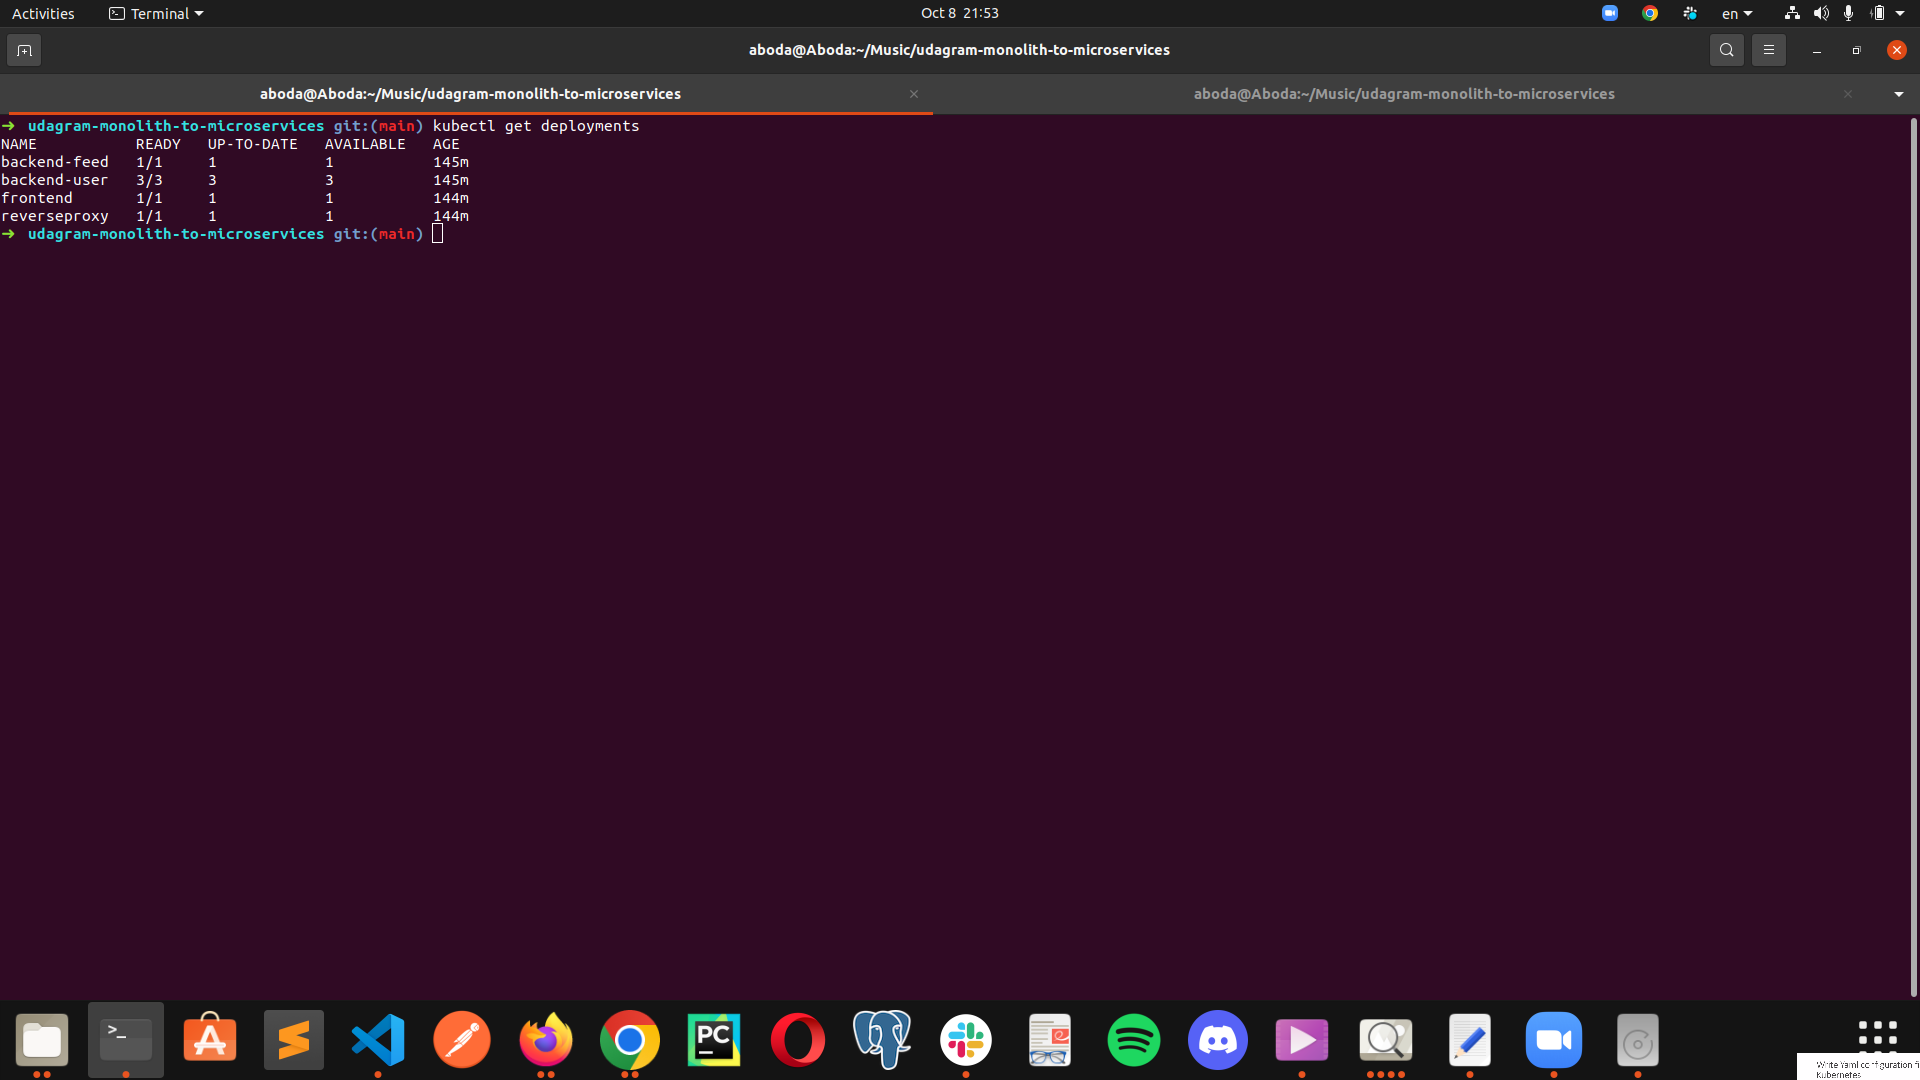 Activities Terminal Oct 8 21:53 en
aboda@Aboda:~/Music/udagram-monolith-to-microservices
aboda@Aboda:~/Music/udagram-monolith-to-microservices aboda@Aboda:~/Music/udagram-monolith-to-microservices
➜ udagram-monolith-to-microservices git:(main) kubectl get deployments
NAME READY UP-TO-DATE AVAILABLE AGE
backend-feed 1/1 1 1 145m
backend-user 3/3 3 3 145m
frontend 1/1 1 1 144m
reverseproxy 1/1 1 1 144m
➜ udagram-monolith-to-microservices git:(main)
>_ A PC
Write Yaml configuration fi
Kubernetes